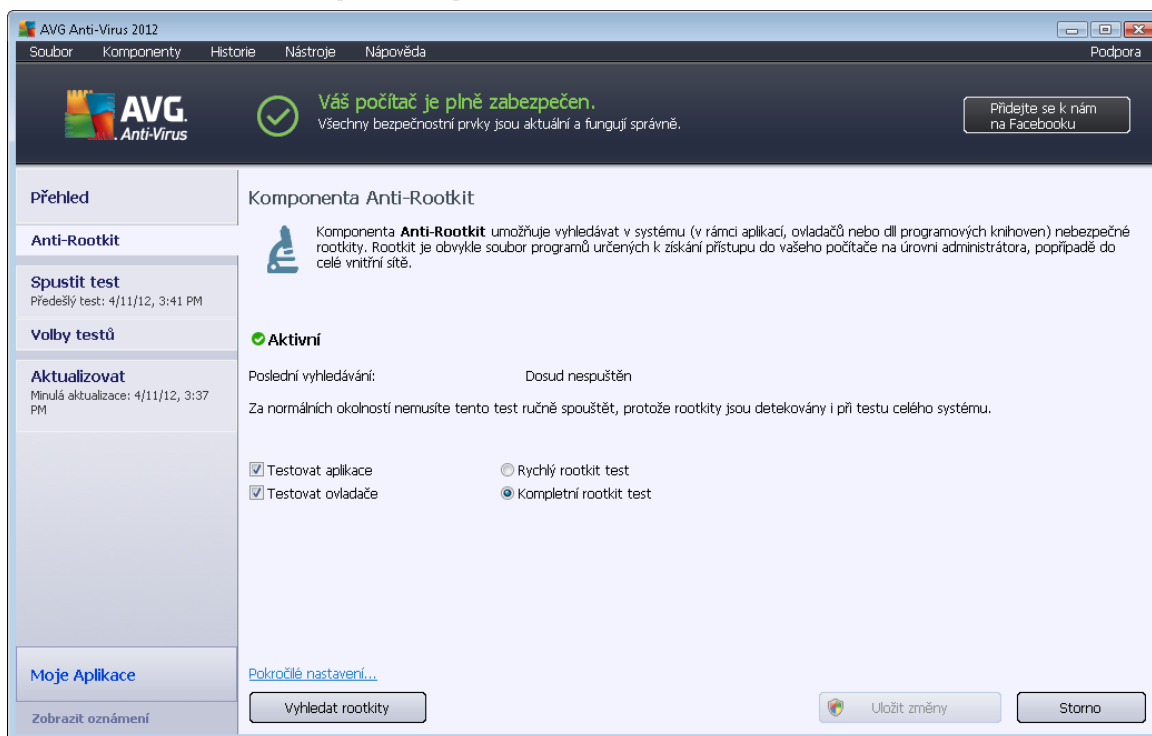 AVG Anti-Virus 2012
Soubor Komponenty Historie Nástroje Nápověda Podpora
AVG.
Anti-Virus
Váš počítač je plně zabezpečen.
Všechny bezpečnostní prvky jsou aktuální a fungují správně.
Přidejte se k nám
na Facebooku
Přehled
Anti-Rootkit
Spustit test
Předešlý test: 4/11/12, 3:41 PM
Volby testů
Aktualizovat
Minulá aktualizace: 4/11/12, 3:37
PM
Komponenta Anti-Rootkit
Komponenta Anti-Rootkit umožňuje vyhledávat v systému (v rámci aplikací, ovladačů nebo dll programových knihoven) nebezpečné
rootkity. Rootkit je obvykle soubor programů určených k získání přístupu do vašeho počítače na úrovni administrátora, popřípadě do
celé vnitřní sítě.
Aktivní
Poslední vyhledávání: Dosud nespuštěn
Za normálních okolností nemusíte tento test ručně spouštět, protože rootkity jsou detekovány i při testu celého systému.
Testovat aplikace Rychlý rootkit test
Testovat ovladače Kompletní rootkit test
Moje Aplikace
Zobrazit oznámení
Pokročilé nastavení...
Vyhledat rootkity Uložit změny Storno